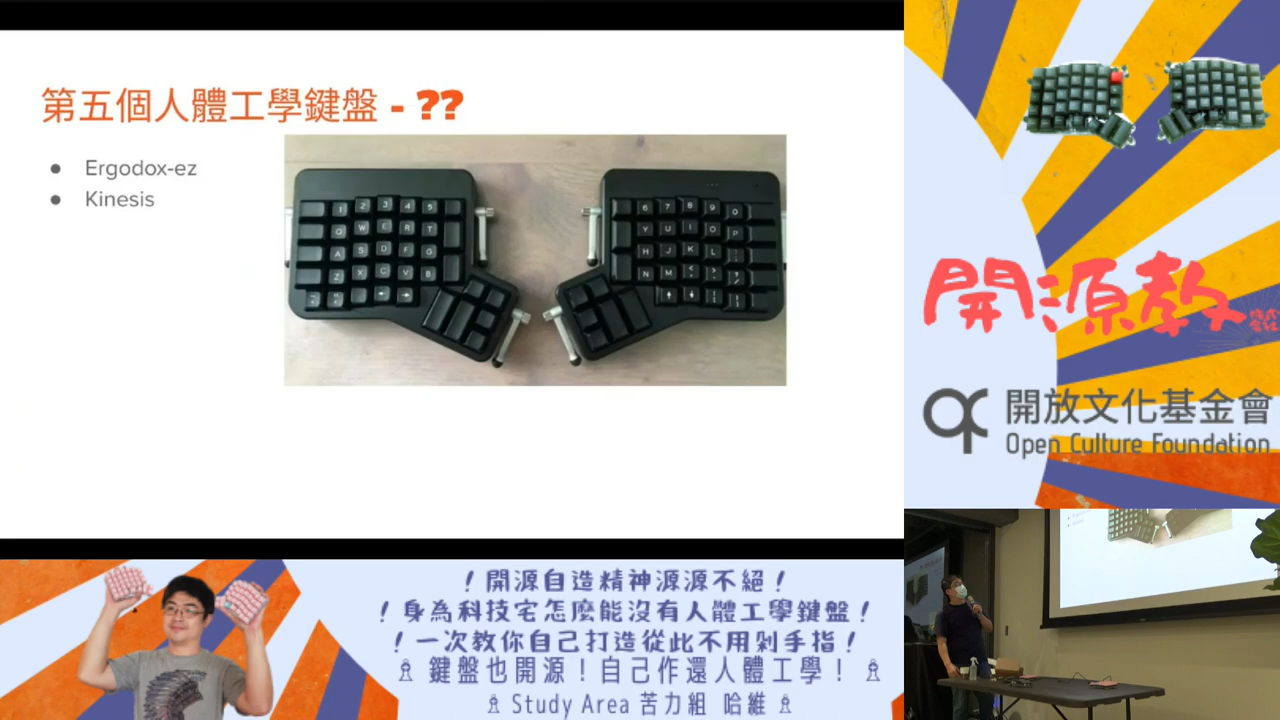 第五個人體工學鍵盤 - ??
Ergodox-ez
Kinesis
開源教
株式
會社
開放文化基金會
Open Culture Foundation
!開源自造精神源源不絕!
!身為科技宅怎麼能沒有人體工學鍵盤!
!一次教你自己打造從此不用剁手指!
鍵盤也開源!自己作還人體工學!
Study Area 苦力組 哈維